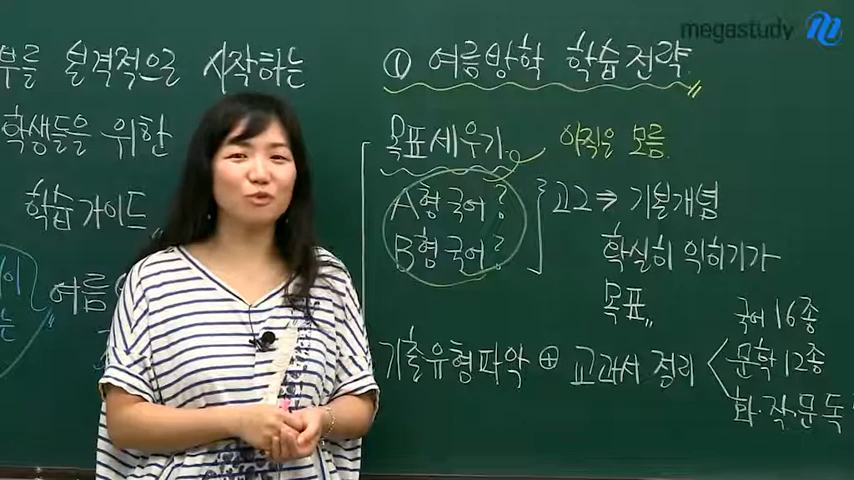 megastudy
부를 본격적으로 시작하는
학생들을 위한
학습가이드
여름
① 여름방학 학습전략
목표세우기
아직은 모름
A형 국어?
B형 국어?
고2 ⇒ 기본개념
확실히 익히기가
목표
기출유형파악 ⊕ 교과서 정리
국어 16종
문학 12종
화·작·문 독